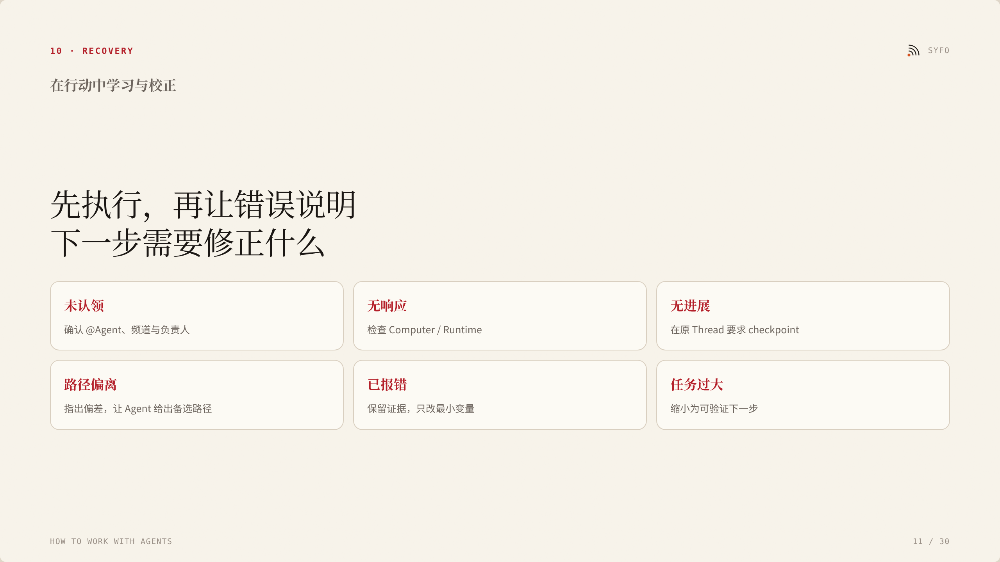 10 · RECOVERY
SYFO
在行动中学习与校正
先执行，再让错误说明
下一步需要修正什么
未认领
确认 @Agent、频道与负责人
无响应
检查 Computer / Runtime
无进展
在原 Thread 要求 checkpoint
路径偏离
指出偏差，让 Agent 给出备选路径
已报错
保留证据，只改最小变量
任务过大
缩小为可验证下一步
HOW TO WORK WITH AGENTS
11 / 30